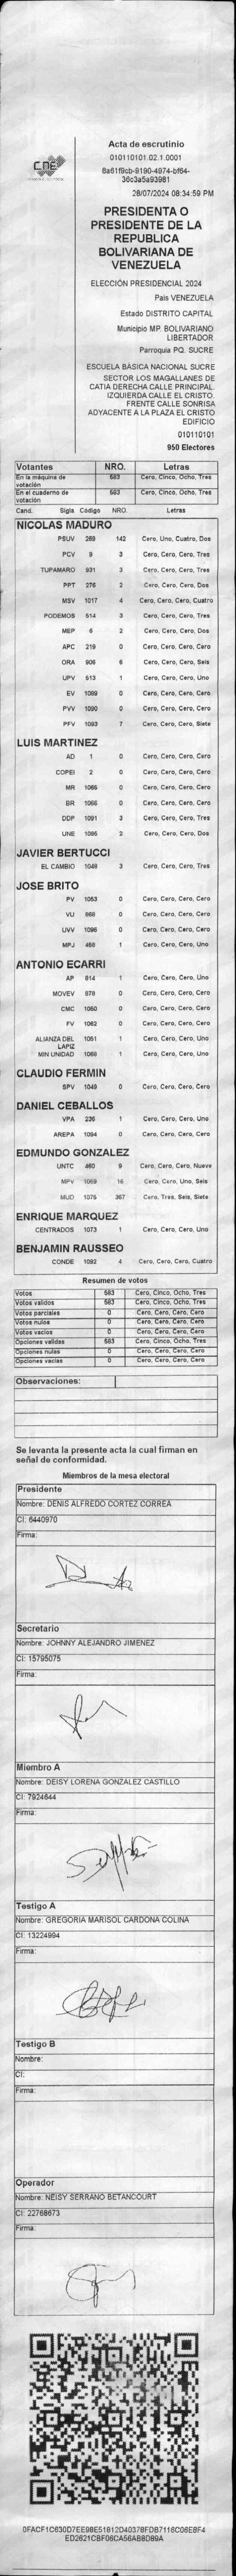 CNE
Acta de escrutinio
010110101.02.1.0001
8a61f9cb-9190-4974-bf64-
36c3a5a93981
28/07/2024 08:34:59 PM
PRESIDENTA O
PRESIDENTE DE LA
REPUBLICA
BOLIVARIANA DE
VENEZUELA
ELECCIÓN PRESIDENCIAL 2024
País VENEZUELA
Estado DISTRITO CAPITAL
Municipio MP. BOLIVARIANO
LIBERTADOR
Parroquia PQ. SUCRE
ESCUELA BÁSICA NACIONAL SUCRE
SECTOR LOS MAGALLANES DE
CATIA DERECHA CALLE PRINCIPAL.
IZQUIERDA CALLE EL CRISTO.
FRENTE CALLE SONRISA
ADYACENTE A LA PLAZA EL CRISTO
EDIFICIO
010110101
950 Electores
Votantes NRO. Letras
En la máquina de votación 583 Cero, Cinco, Ocho, Tres
En el cuaderno de votación 583 Cero, Cinco, Ocho, Tres
Cand. Sigla Código NRO. Letras
NICOLAS MADURO
PSUV 269 142 Cero, Uno, Cuatro, Dos
PCV 9 3 Cero, Cero, Cero, Tres
TUPAMARO 931 3 Cero, Cero, Cero, Tres
PPT 276 2 Cero, Cero, Cero, Dos
MSV 1017 4 Cero, Cero, Cero, Cuatro
PODEMOS 514 3 Cero, Cero, Cero, Tres
MEP 6 2 Cero, Cero, Cero, Dos
APC 219 0 Cero, Cero, Cero, Cero
ORA 906 6 Cero, Cero, Cero, Seis
UPV 513 1 Cero, Cero, Cero, Uno
EV 1089 0 Cero, Cero, Cero, Cero
PVV 1090 0 Cero, Cero, Cero, Cero
PFV 1093 7 Cero, Cero, Cero, Siete
LUIS MARTINEZ
AD 1 0 Cero, Cero, Cero, Cero
COPEI 2 0 Cero, Cero, Cero, Cero
MR 1065 0 Cero, Cero, Cero, Cero
BR 1066 0 Cero, Cero, Cero, Cero
DDP 1091 3 Cero, Cero, Cero, Tres
UNE 1095 2 Cero, Cero, Cero, Dos
JAVIER BERTUCCI
EL CAMBIO 1048 3 Cero, Cero, Cero, Tres
JOSE BRITO
PV 1053 0 Cero, Cero, Cero, Cero
VU 868 0 Cero, Cero, Cero, Cero
UVV 1096 0 Cero, Cero, Cero, Cero
MPJ 468 1 Cero, Cero, Cero, Uno
ANTONIO ECARRI
AP 814 1 Cero, Cero, Cero, Uno
MOVEV 878 0 Cero, Cero, Cero, Cero
CMC 1050 0 Cero, Cero, Cero, Cero
FV 1062 0 Cero, Cero, Cero, Cero
ALIANZA DEL LAPIZ 1051 1 Cero, Cero, Cero, Uno
MIN UNIDAD 1068 1 Cero, Cero, Cero, Uno
CLAUDIO FERMIN
SPV 1049 0 Cero, Cero, Cero, Cero
DANIEL CEBALLOS
VPA 236 1 Cero, Cero, Cero, Uno
AREPA 1094 0 Cero, Cero, Cero, Cero
EDMUNDO GONZALEZ
UNTC 460 9 Cero, Cero, Cero, Nueve
MPV 1059 16 Cero, Cero, Uno, Seis
MUD 1075 367 Cero, Tres, Seis, Siete
ENRIQUE MARQUEZ
CENTRADOS 1073 1 Cero, Cero, Cero, Uno
BENJAMIN RAUSSEO
CONDE 1092 4 Cero, Cero, Cero, Cuatro
Resumen de votos
Votos 583 Cero, Cinco, Ocho, Tres
Votos validos 583 Cero, Cinco, Ocho, Tres
Votos parciales 0 Cero, Cero, Cero, Cero
Votos nulos 0 Cero, Cero, Cero, Cero
Votos vacios 0 Cero, Cero, Cero, Cero
Opciones validas 583 Cero, Cinco, Ocho, Tres
Opciones nulas 0 Cero, Cero, Cero, Cero
Opciones vacias 0 Cero, Cero, Cero, Cero
Observaciones:
Se levanta la presente acta la cual firman en
señal de conformidad.
Miembros de la mesa electoral
Presidente
Nombre: DENIS ALFREDO CORTEZ CORREA
CI: 6440970
Firma:
Secretario
Nombre: JOHNNY ALEJANDRO JIMENEZ
CI: 15795075
Firma:
Miembro A
Nombre: DEISY LORENA GONZALEZ CASTILLO
CI: 7924644
Firma:
Testigo A
Nombre: GREGORIA MARISOL CARDONA COLINA
CI: 13224994
Firma:
Testigo B
Nombre:
CI:
Firma:
Operador
Nombre: NEISY SERRANO BETANCOURT
CI: 22768673
Firma:
0FACF1C630D7EE98E51812D40378FDB7116C06E8F4
ED2621CBF06CA56AB8D89A